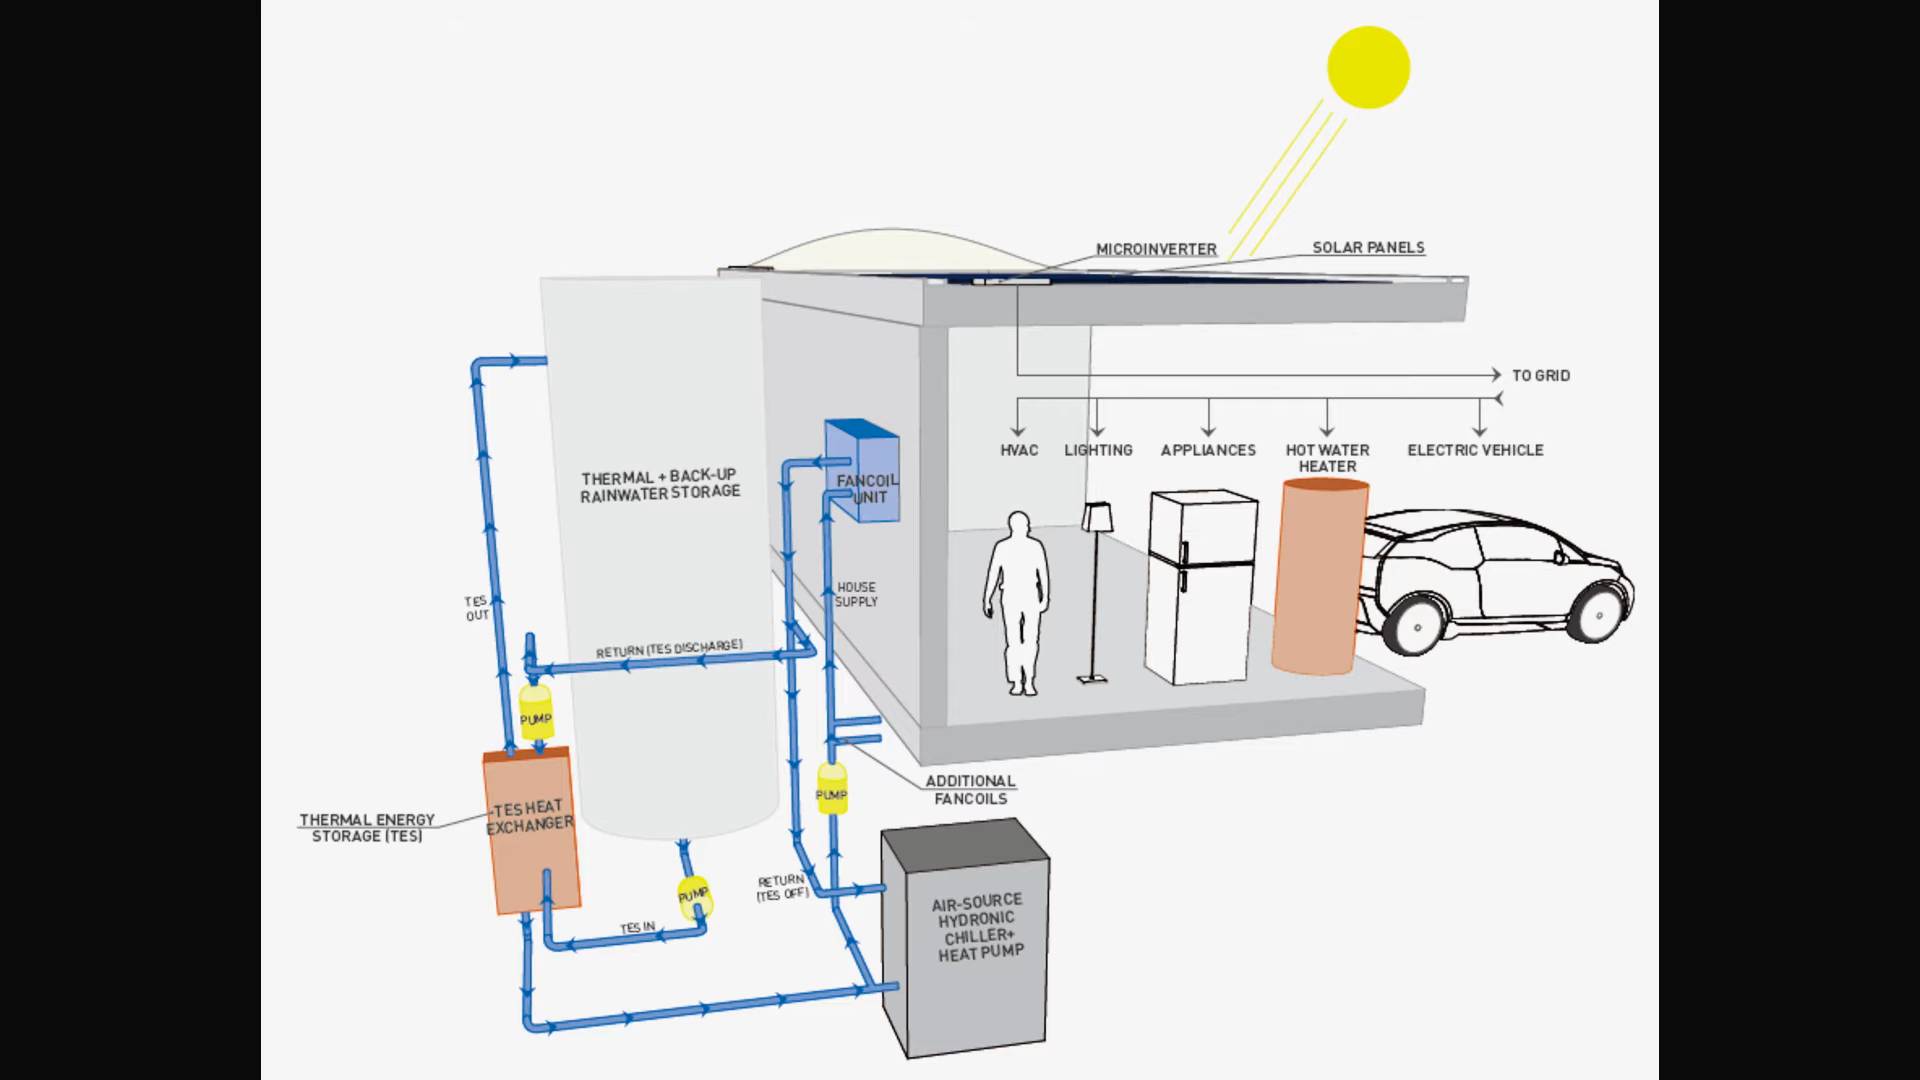 MICROINVERTER
SOLAR PANELS
TO GRID
HVAC
LIGHTING
APPLIANCES
HOT WATER
HEATER
ELECTRIC VEHICLE
THERMAL + BACK-UP
RAINWATER STORAGE
FANCOIL
UNIT
HOUSE
SUPPLY
TES
OUT
RETURN (TES DISCHARGE)
PUMP
PUMP
ADDITIONAL
FANCOILS
THERMAL ENERGY
STORAGE (TES)
TES HEAT
EXCHANGER
PUMP
RETURN
(TES OFF)
TES IN
AIR-SOURCE
HYDRONIC
CHILLER+
HEAT PUMP